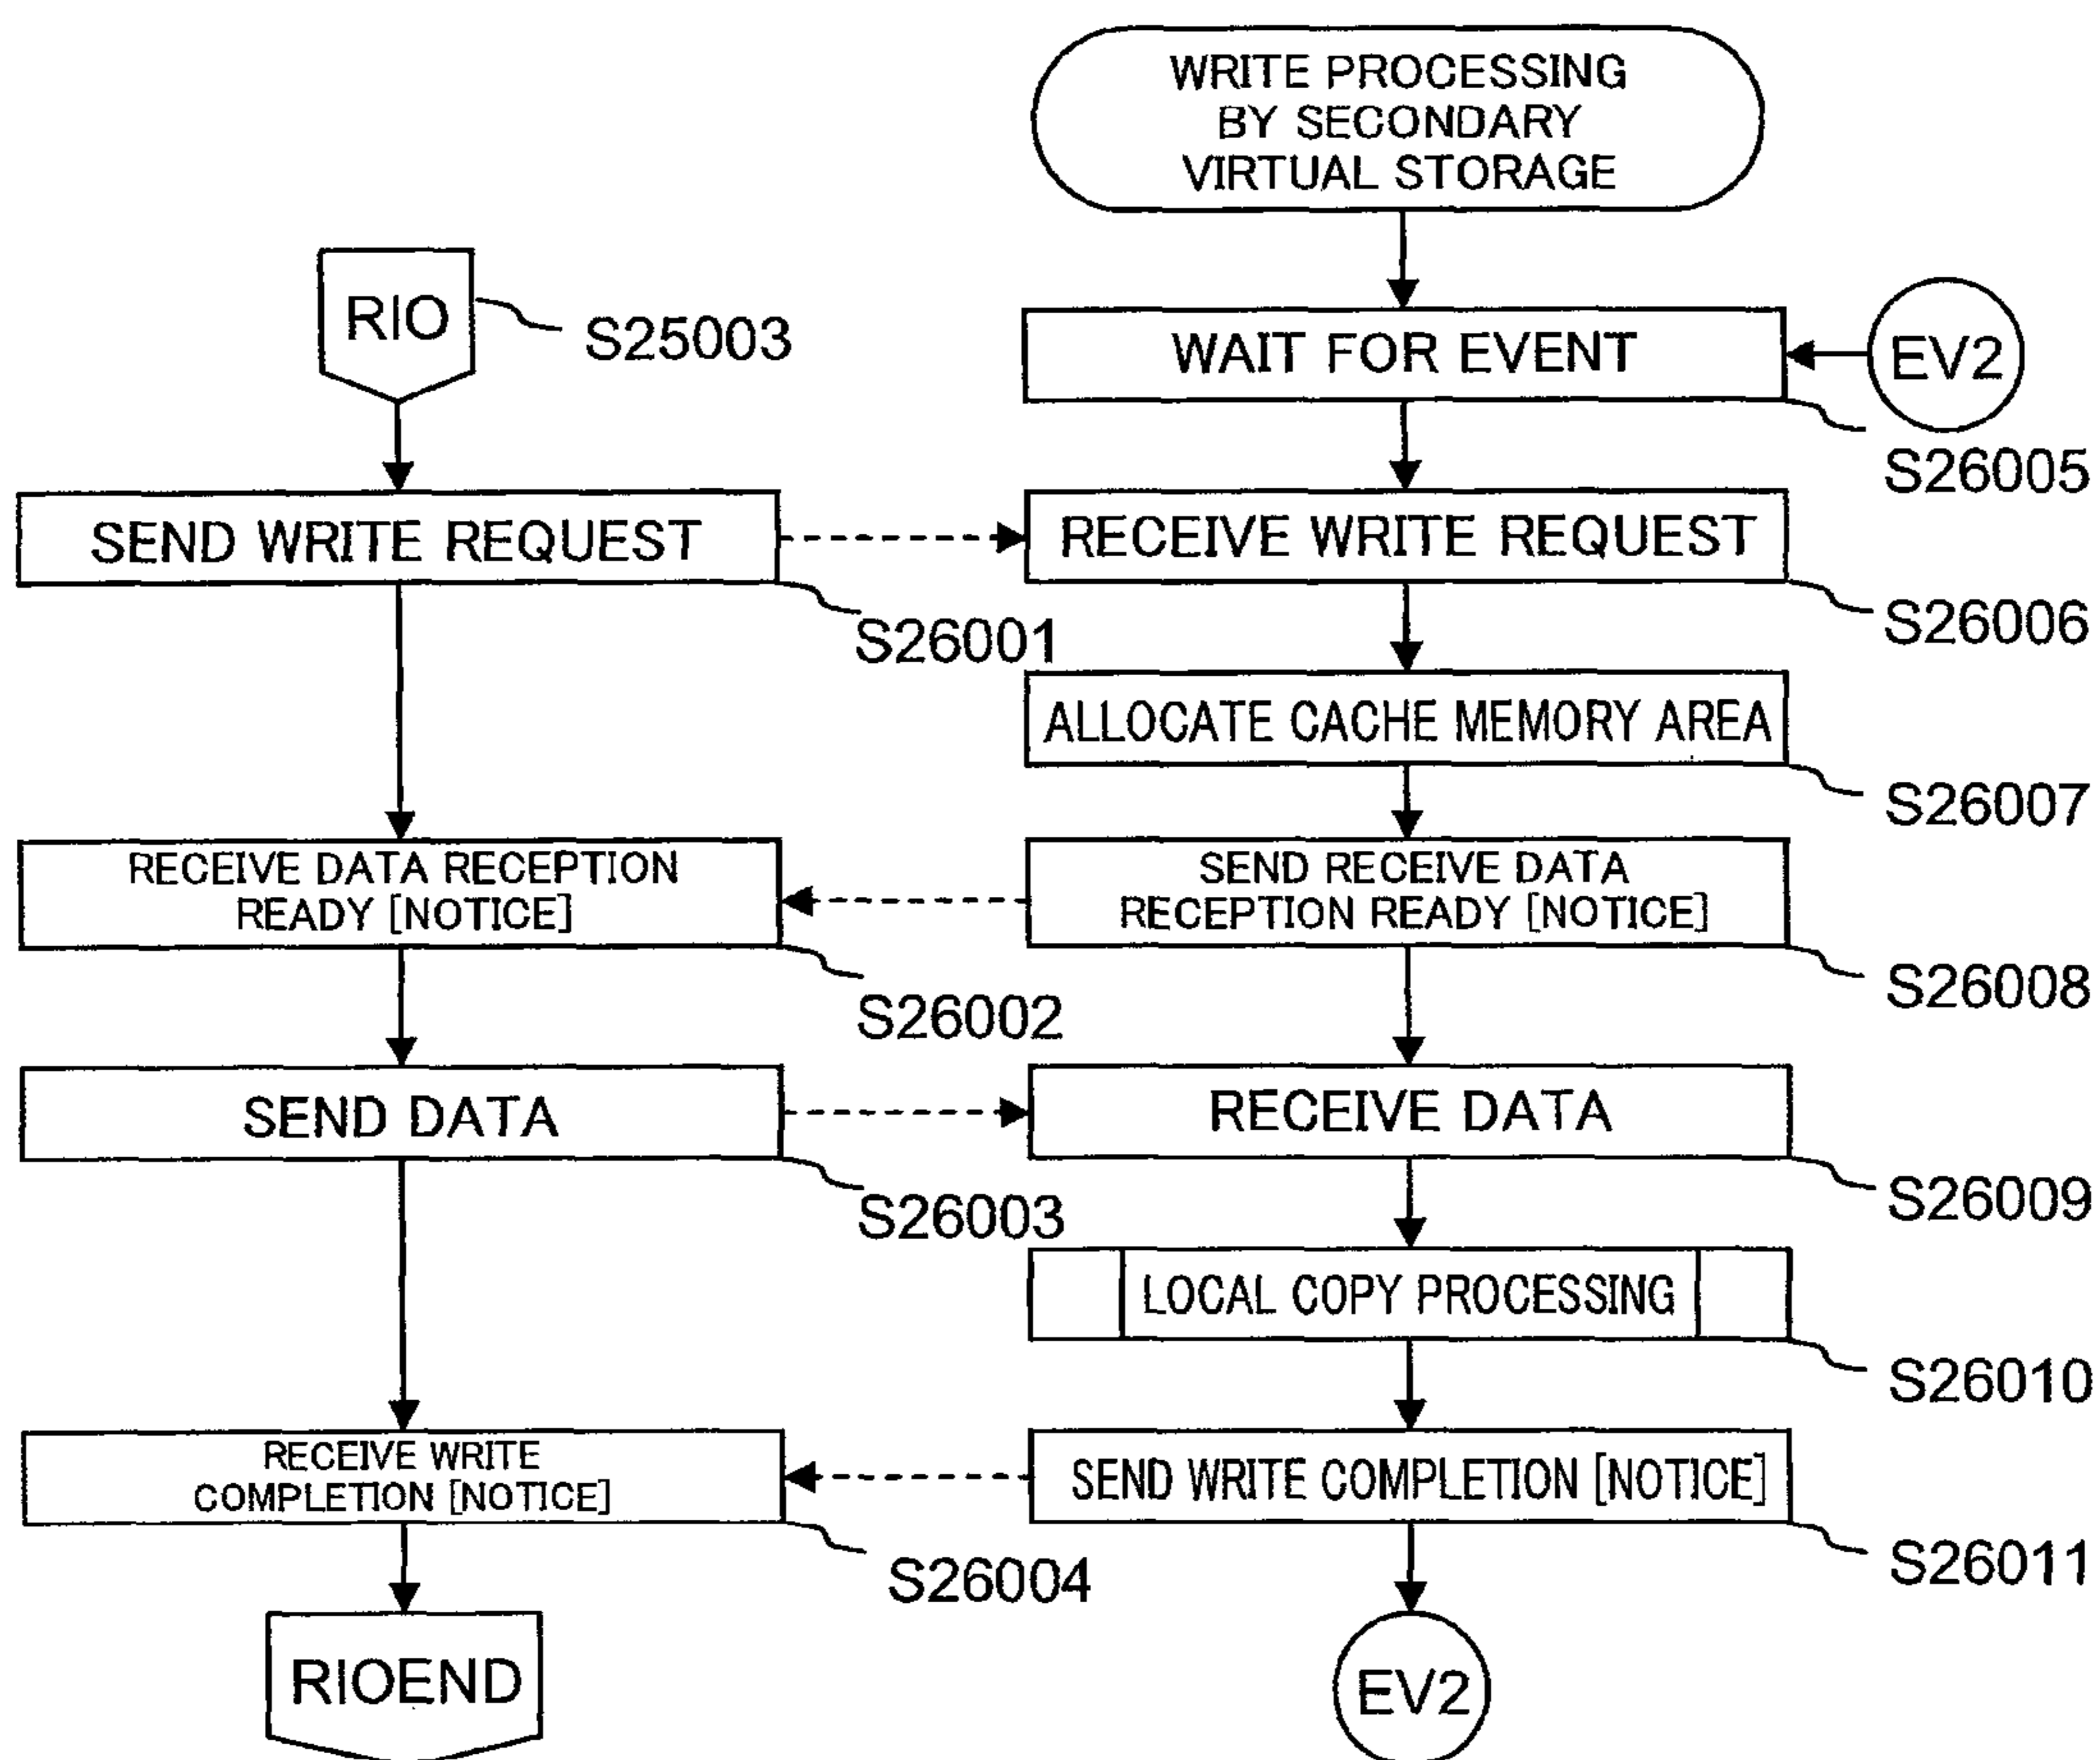 WRITE PROCESSING
BY SECONDARY
VIRTUAL STORAGE
RIO
S25003
WAIT FOR EVENT
EV2
S26005
SEND WRITE REQUEST
S26001
RECEIVE WRITE REQUEST
S26006
ALLOCATE CACHE MEMORY AREA
S26007
RECEIVE DATA RECEPTION
READY [NOTICE]
S26002
SEND RECEIVE DATA
RECEPTION READY [NOTICE]
S26008
SEND DATA
S26003
RECEIVE DATA
S26009
LOCAL COPY PROCESSING
S26010
RECEIVE WRITE
COMPLETION [NOTICE]
S26004
SEND WRITE COMPLETION [NOTICE]
S26011
RIOEND
EV2